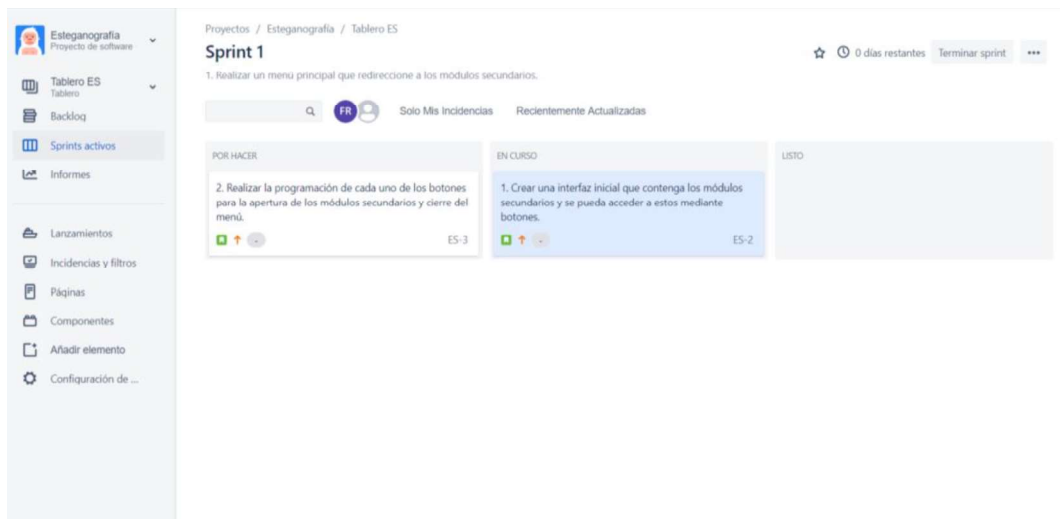 Esteganografía
Proyecto de software
Tablero ES
Tablero
Backlog
Sprints activos
Informes
Lanzamientos
Incidencias y filtros
Páginas
Componentes
Añadir elemento
Configuración de ...
Proyectos / Esteganografía / Tablero ES
Sprint 1
0 días restantes Terminar sprint
1. Realizar un menú principal que redireccione a los módulos secundarios.
FR Solo Mis Incidencias Recientemente Actualizadas
POR HACER
2. Realizar la programación de cada uno de los botones
para la apertura de los módulos secundarios y cierre del
menú.
- ES-3
EN CURSO
1. Crear una interfaz inicial que contenga los módulos
secundarios y se pueda acceder a estos mediante
botones.
- ES-2
LISTO